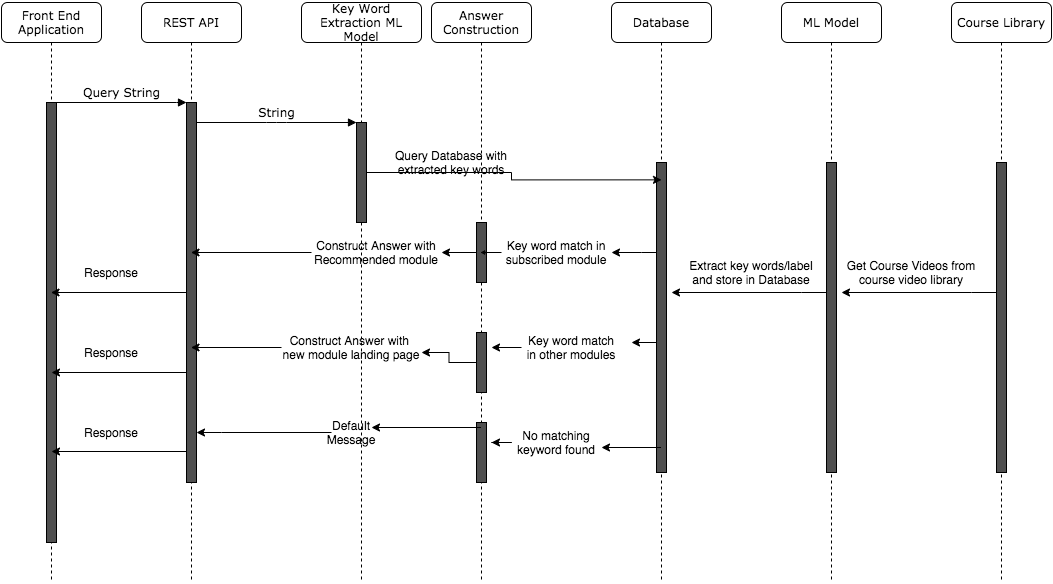 Front End
Application
REST API
Key Word
Extraction ML
Model
Answer
Construction
Database
ML Model
Course Library
Query String
String
Query Database with
extracted key words
Construct Answer with
Recommended module
Key word match in
subscribed module
Extract key words/label
and store in Database
Get Course Videos from
course video library
Response
Construct Answer with
new module landing page
Key word match
in other modules
Response
Default
Message
No matching
keyword found
Response